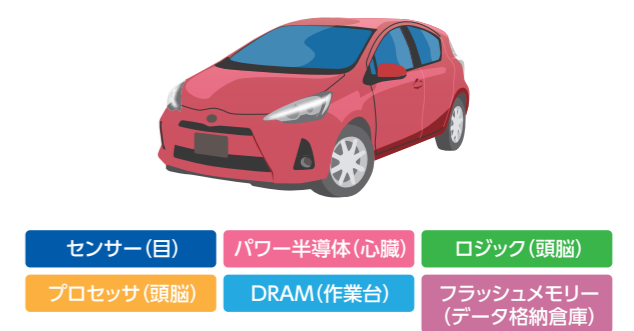 センサー(目)
パワー半導体(心臓)
ロジック(頭脳)
プロセッサ(頭脳)
DRAM(作業台)
フラッシュメモリー
(データ格納倉庫)